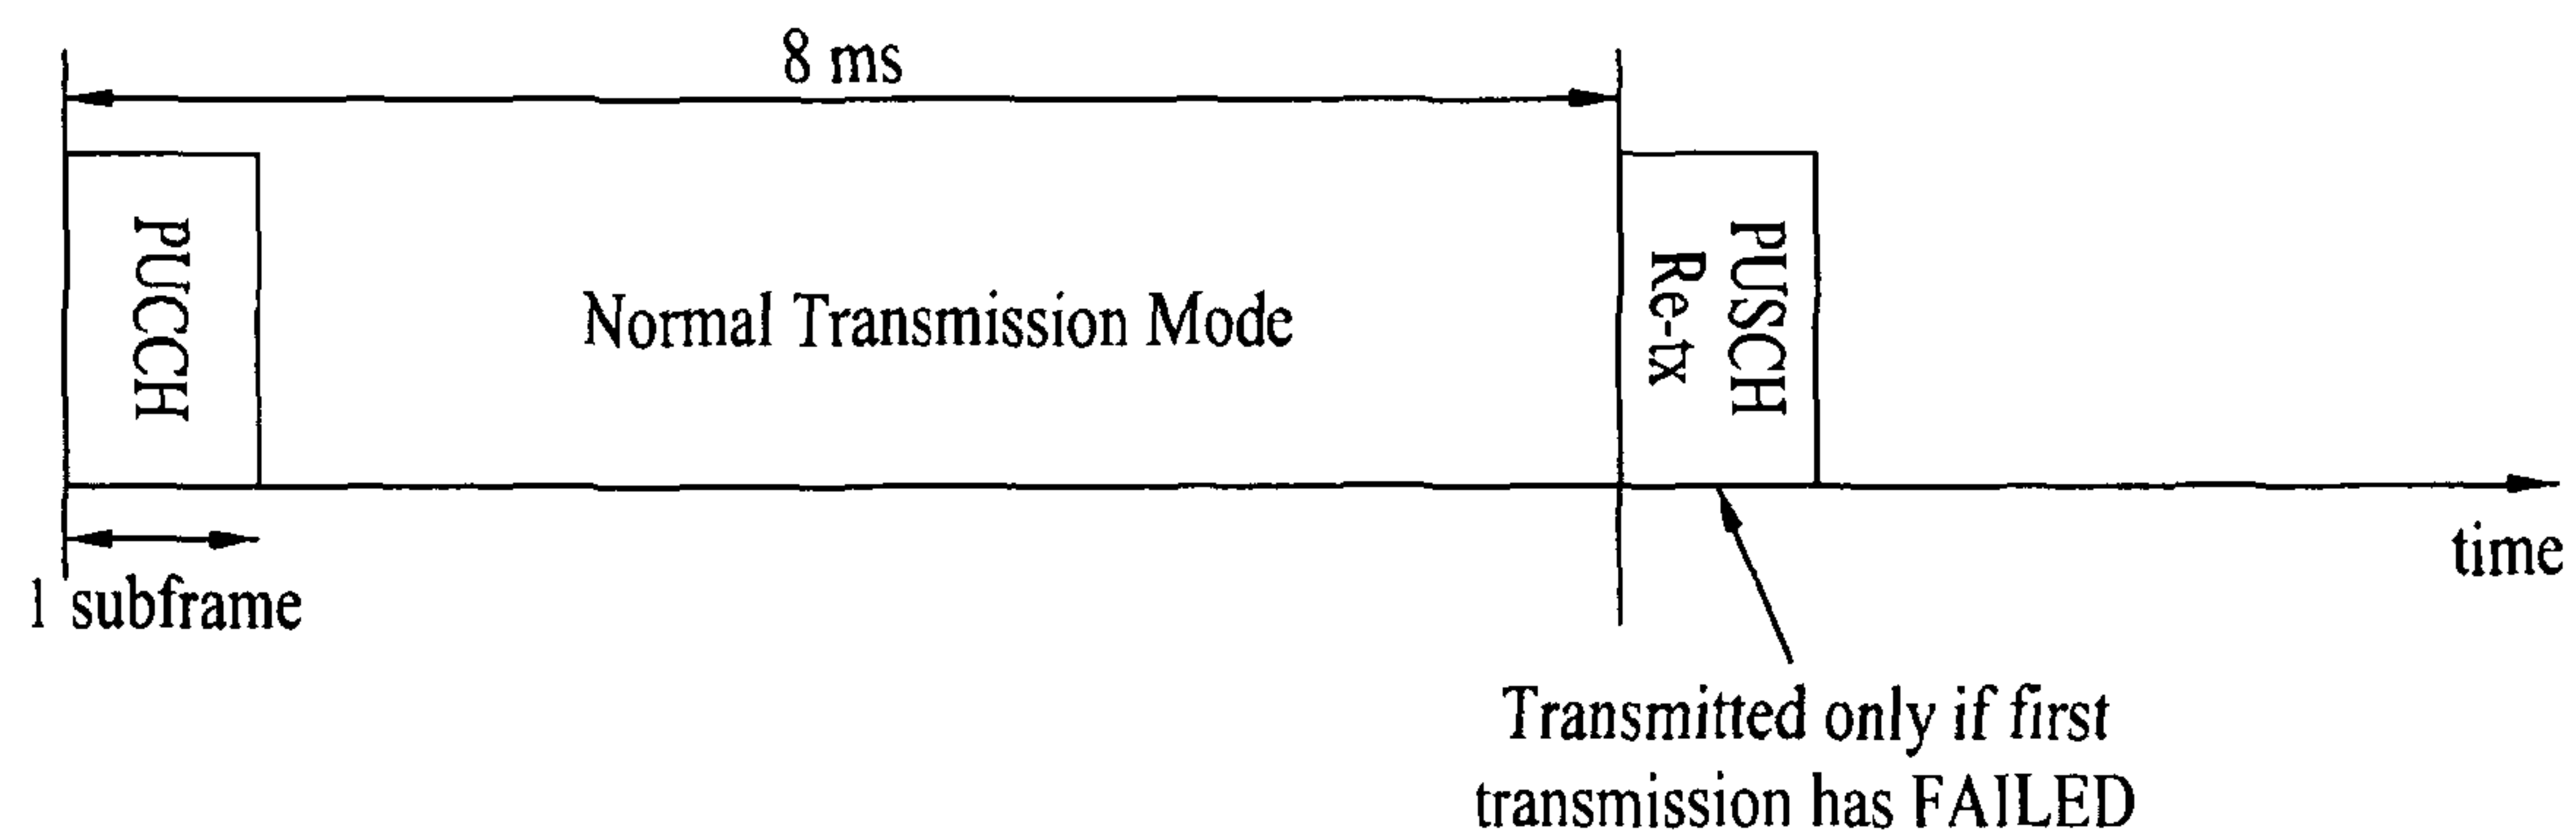 8 ms
PUCCH
Normal Transmission Mode
PUSCH
Re-tx
1 subframe
time
Transmitted only if first
transmission has FAILED